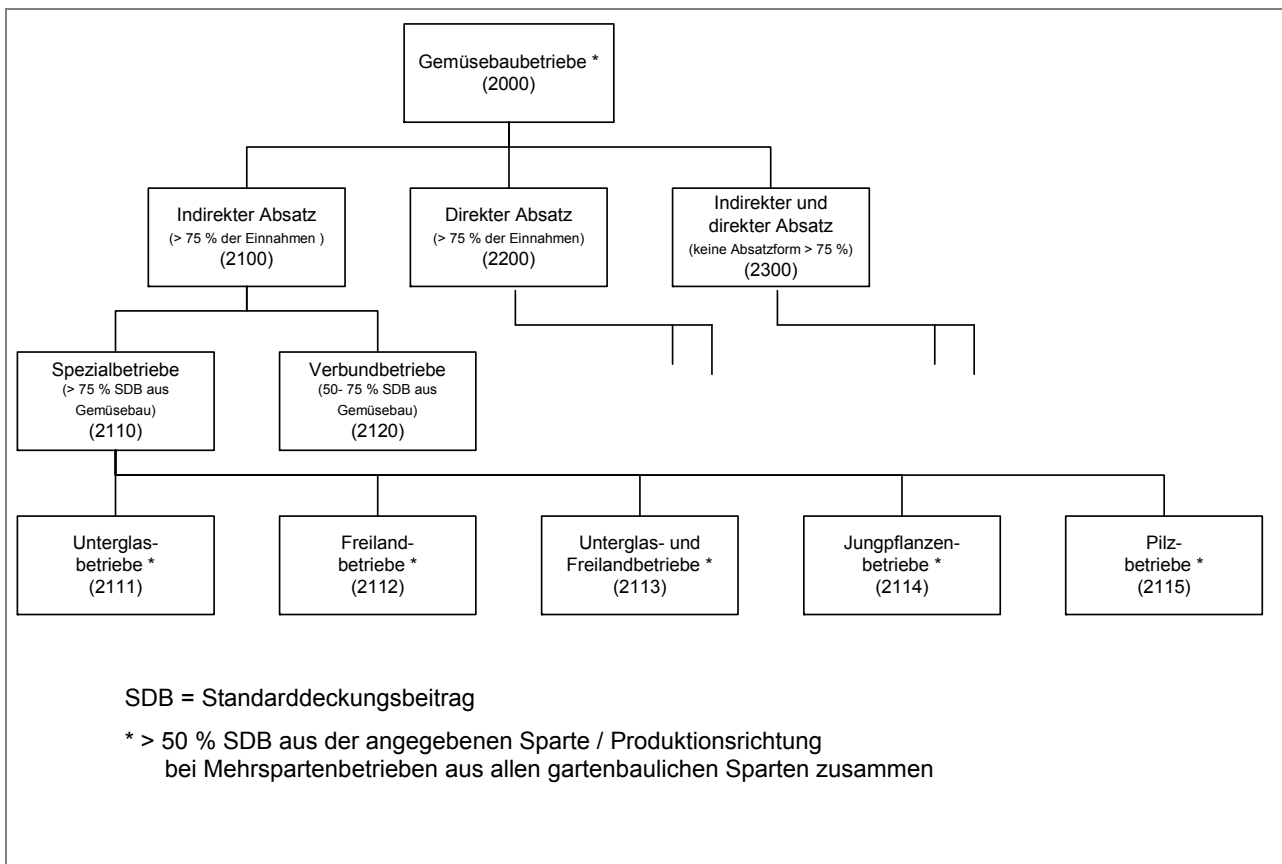 Gemüsebaubetriebe *
(2000)
Indirekter Absatz
(> 75 % der Einnahmen )
(2100)
Direkter Absatz
(> 75 % der Einnahmen)
(2200)
Indirekter und
direkter Absatz
(keine Absatzform > 75 %)
(2300)
Spezialbetriebe
(> 75 % SDB aus
Gemüsebau)
(2110)
Verbundbetriebe
(50- 75 % SDB aus
Gemüsebau)
(2120)
Unterglas-
betriebe *
(2111)
Freiland-
betriebe *
(2112)
Unterglas- und
Freilandbetriebe *
(2113)
Jungpflanzen-
betriebe *
(2114)
Pilz-
betriebe *
(2115)
SDB = Standarddeckungsbeitrag
* > 50 % SDB aus der angegebenen Sparte / Produktionsrichtung
bei Mehrspartenbetrieben aus allen gartenbaulichen Sparten zusammen